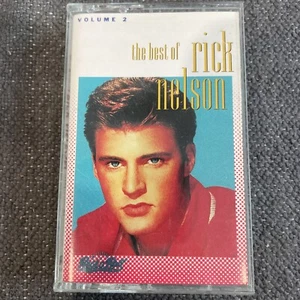 VOLUME 2
the best of rick
nelson